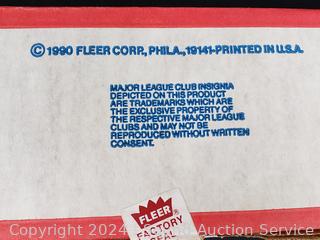 © 1990 FLEER CORP., PHILA., 19141-PRINTED IN U.S.A.
MAJOR LEAGUE CLUB INSIGNIA
DEPICTED ON THIS PRODUCT
ARE TRADEMARKS WHICH ARE
THE EXCLUSIVE PROPERTY OF
THE RESPECTIVE MAJOR LEAGUE
CLUBS AND MAY NOT BE
REPRODUCED WITHOUT WRITTEN
CONSENT.
FLEER
FACTORY
SEAL
Copyright 2024 Auction Service